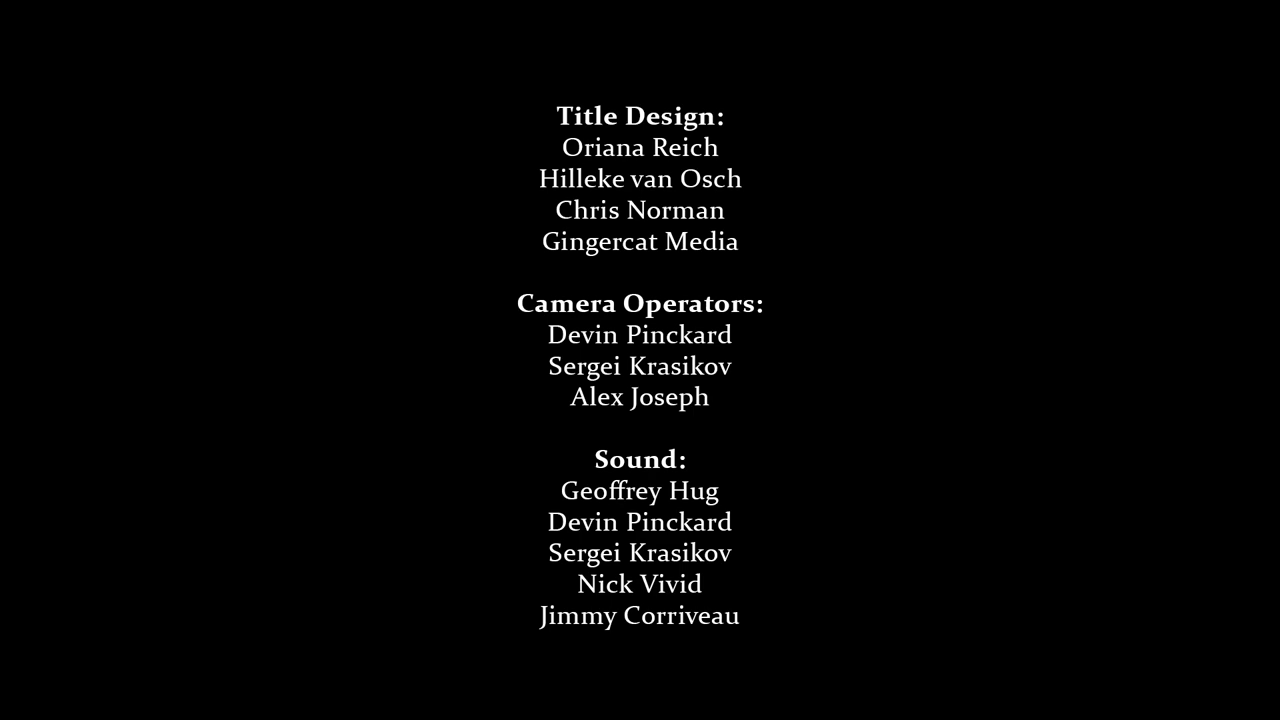 Title Design:
Oriana Reich
Hilleke van Osch
Chris Norman
Gingercat Media
Camera Operators:
Devin Pinckard
Sergei Krasikov
Alex Joseph
Sound:
Geoffrey Hug
Devin Pinckard
Sergei Krasikov
Nick Vivid
Jimmy Corriveau